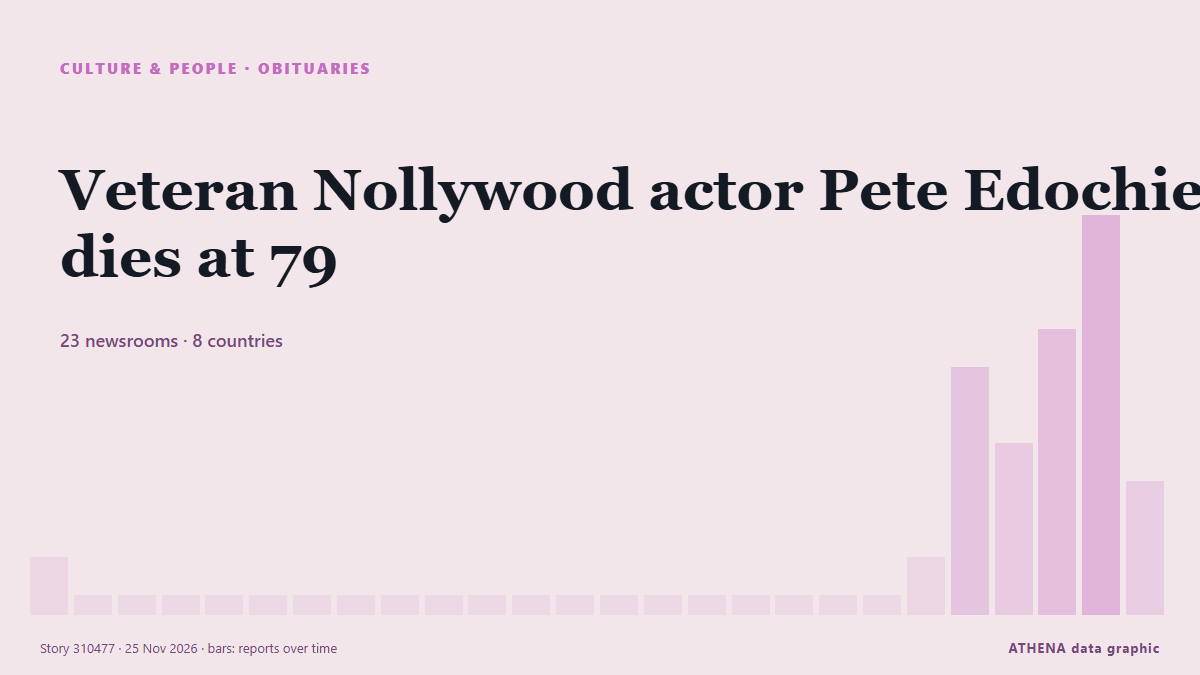 CULTURE & PEOPLE · OBITUARIES
Veteran Nollywood actor Pete Edochie
dies at 79
23 newsrooms · 8 countries
Story 310477 · 25 Nov 2026 · bars: reports over time
ATHENA data graphic